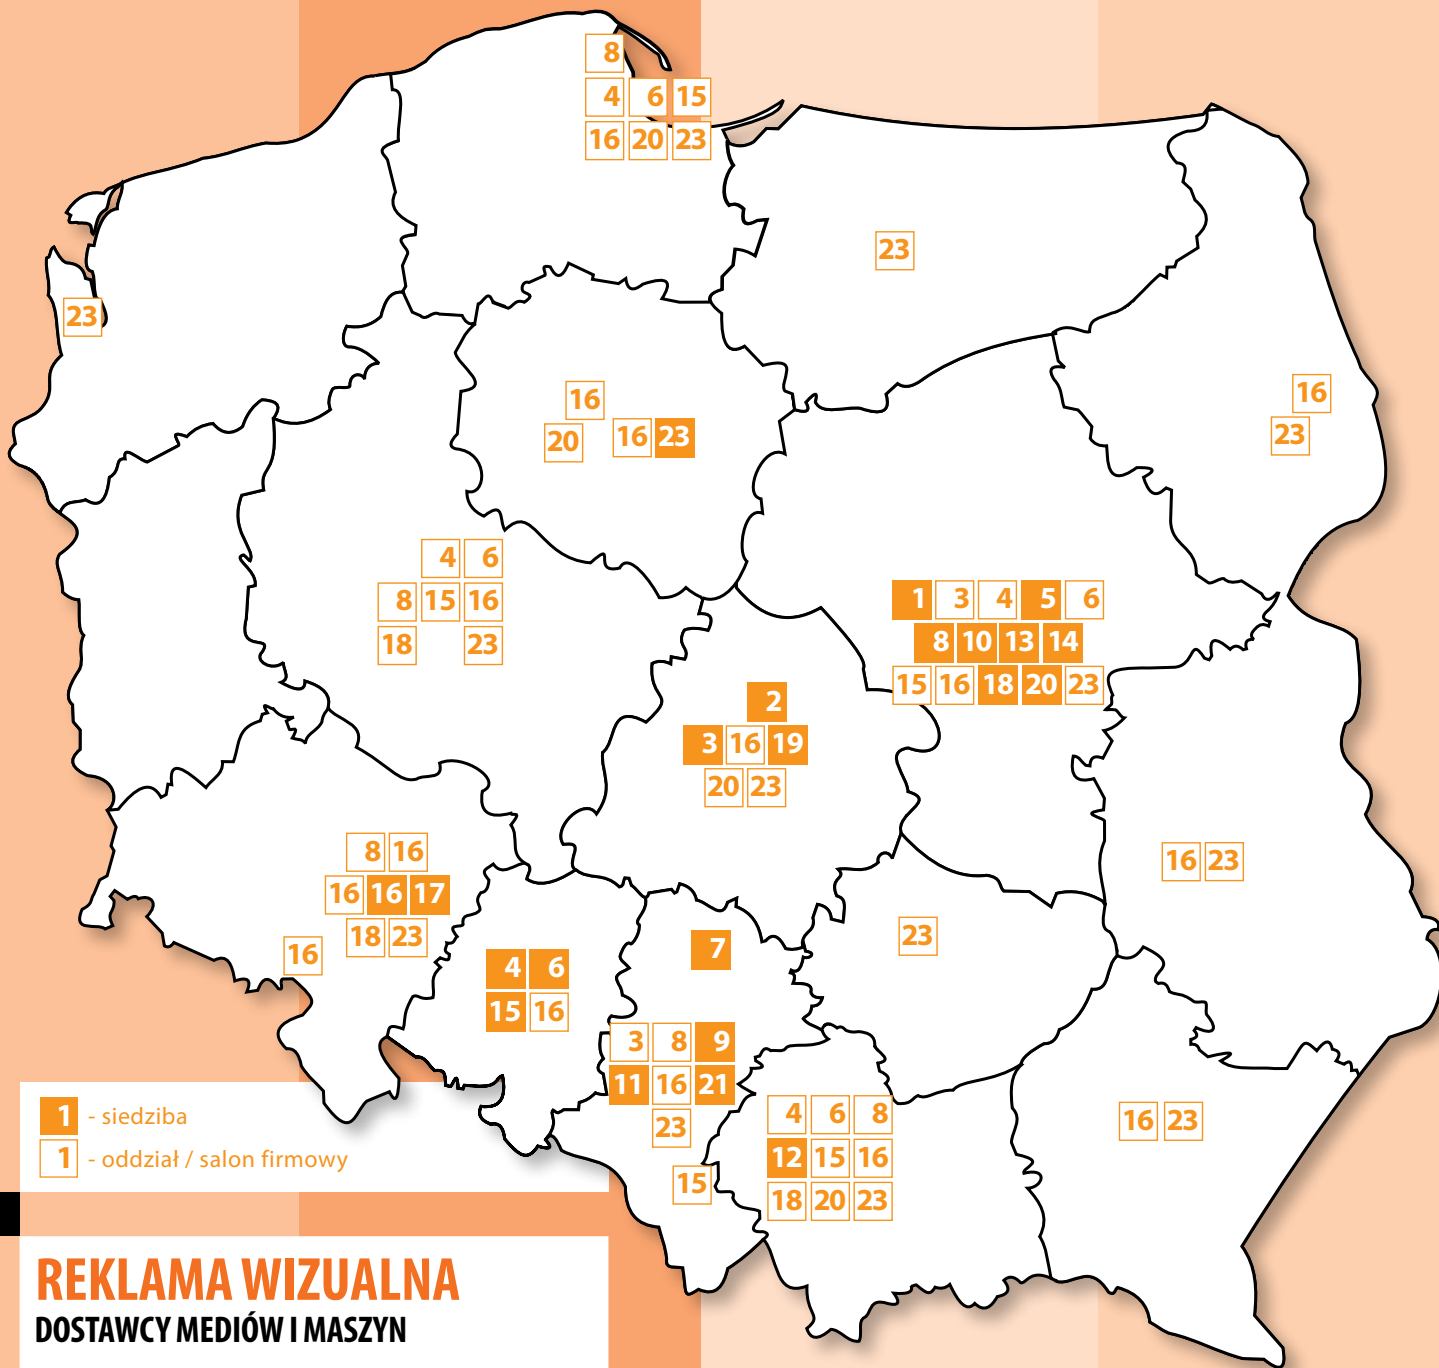 8
4 6 15
16 20 23
23
23
16
20 16 23
16
23
4 6
8 15 16
18 23
1 3 4 5 6
8 10 13 14
15 16 18 20 23
2
3 16 19
20 23
8 16
16 16 17
18 23
16
16 23
23
7
4 6
15 16
3 8 9
11 16 21
23
15
4 6 8
12 15 16
18 20 23
16 23
1 - siedziba
1 - oddział / salon firmowy
REKLAMA WIZUALNA
DOSTAWCY MEDIÓW I MASZYN